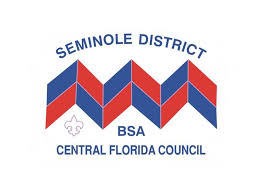 SEMINOLE DISTRICT
BSA
CENTRAL FLORIDA COUNCIL